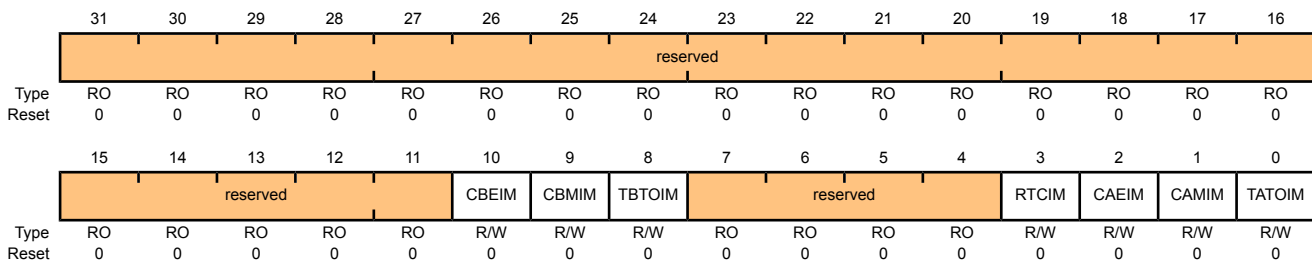 31 30 29 28 27 26 25 24 23 22 21 20 19 18 17 16
reserved
Type RO RO RO RO RO RO RO RO RO RO RO RO RO RO RO RO
Reset 0 0 0 0 0 0 0 0 0 0 0 0 0 0 0 0
15 14 13 12 11 10 9 8 7 6 5 4 3 2 1 0
reserved CBEIM CBMIM TBTOIM reserved RTCIM CAEIM CAMIM TATOIM
Type RO RO RO RO RO R/W R/W R/W RO RO RO RO R/W R/W R/W R/W
Reset 0 0 0 0 0 0 0 0 0 0 0 0 0 0 0 0